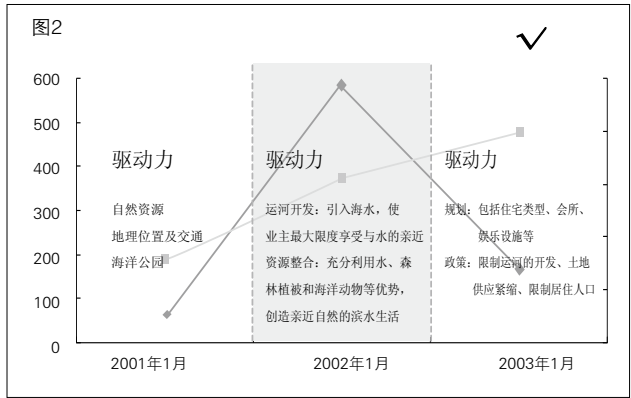 图2
600
500
400
300
200
100
0
驱动力
自然资源
地理位置及交通
海洋公园
驱动力
运河开发：引入海水，使
业主最大限度享受与水的亲近
资源整合：充分利用水、森
林植被和海洋动物等优势，
创造亲近自然的滨水生活
驱动力
规划：包括住宅类型、会所、
娱乐设施等
政策：限制运河的开发、土地
供应紧缩、限制居住人口
2001年1月
2002年1月
2003年1月